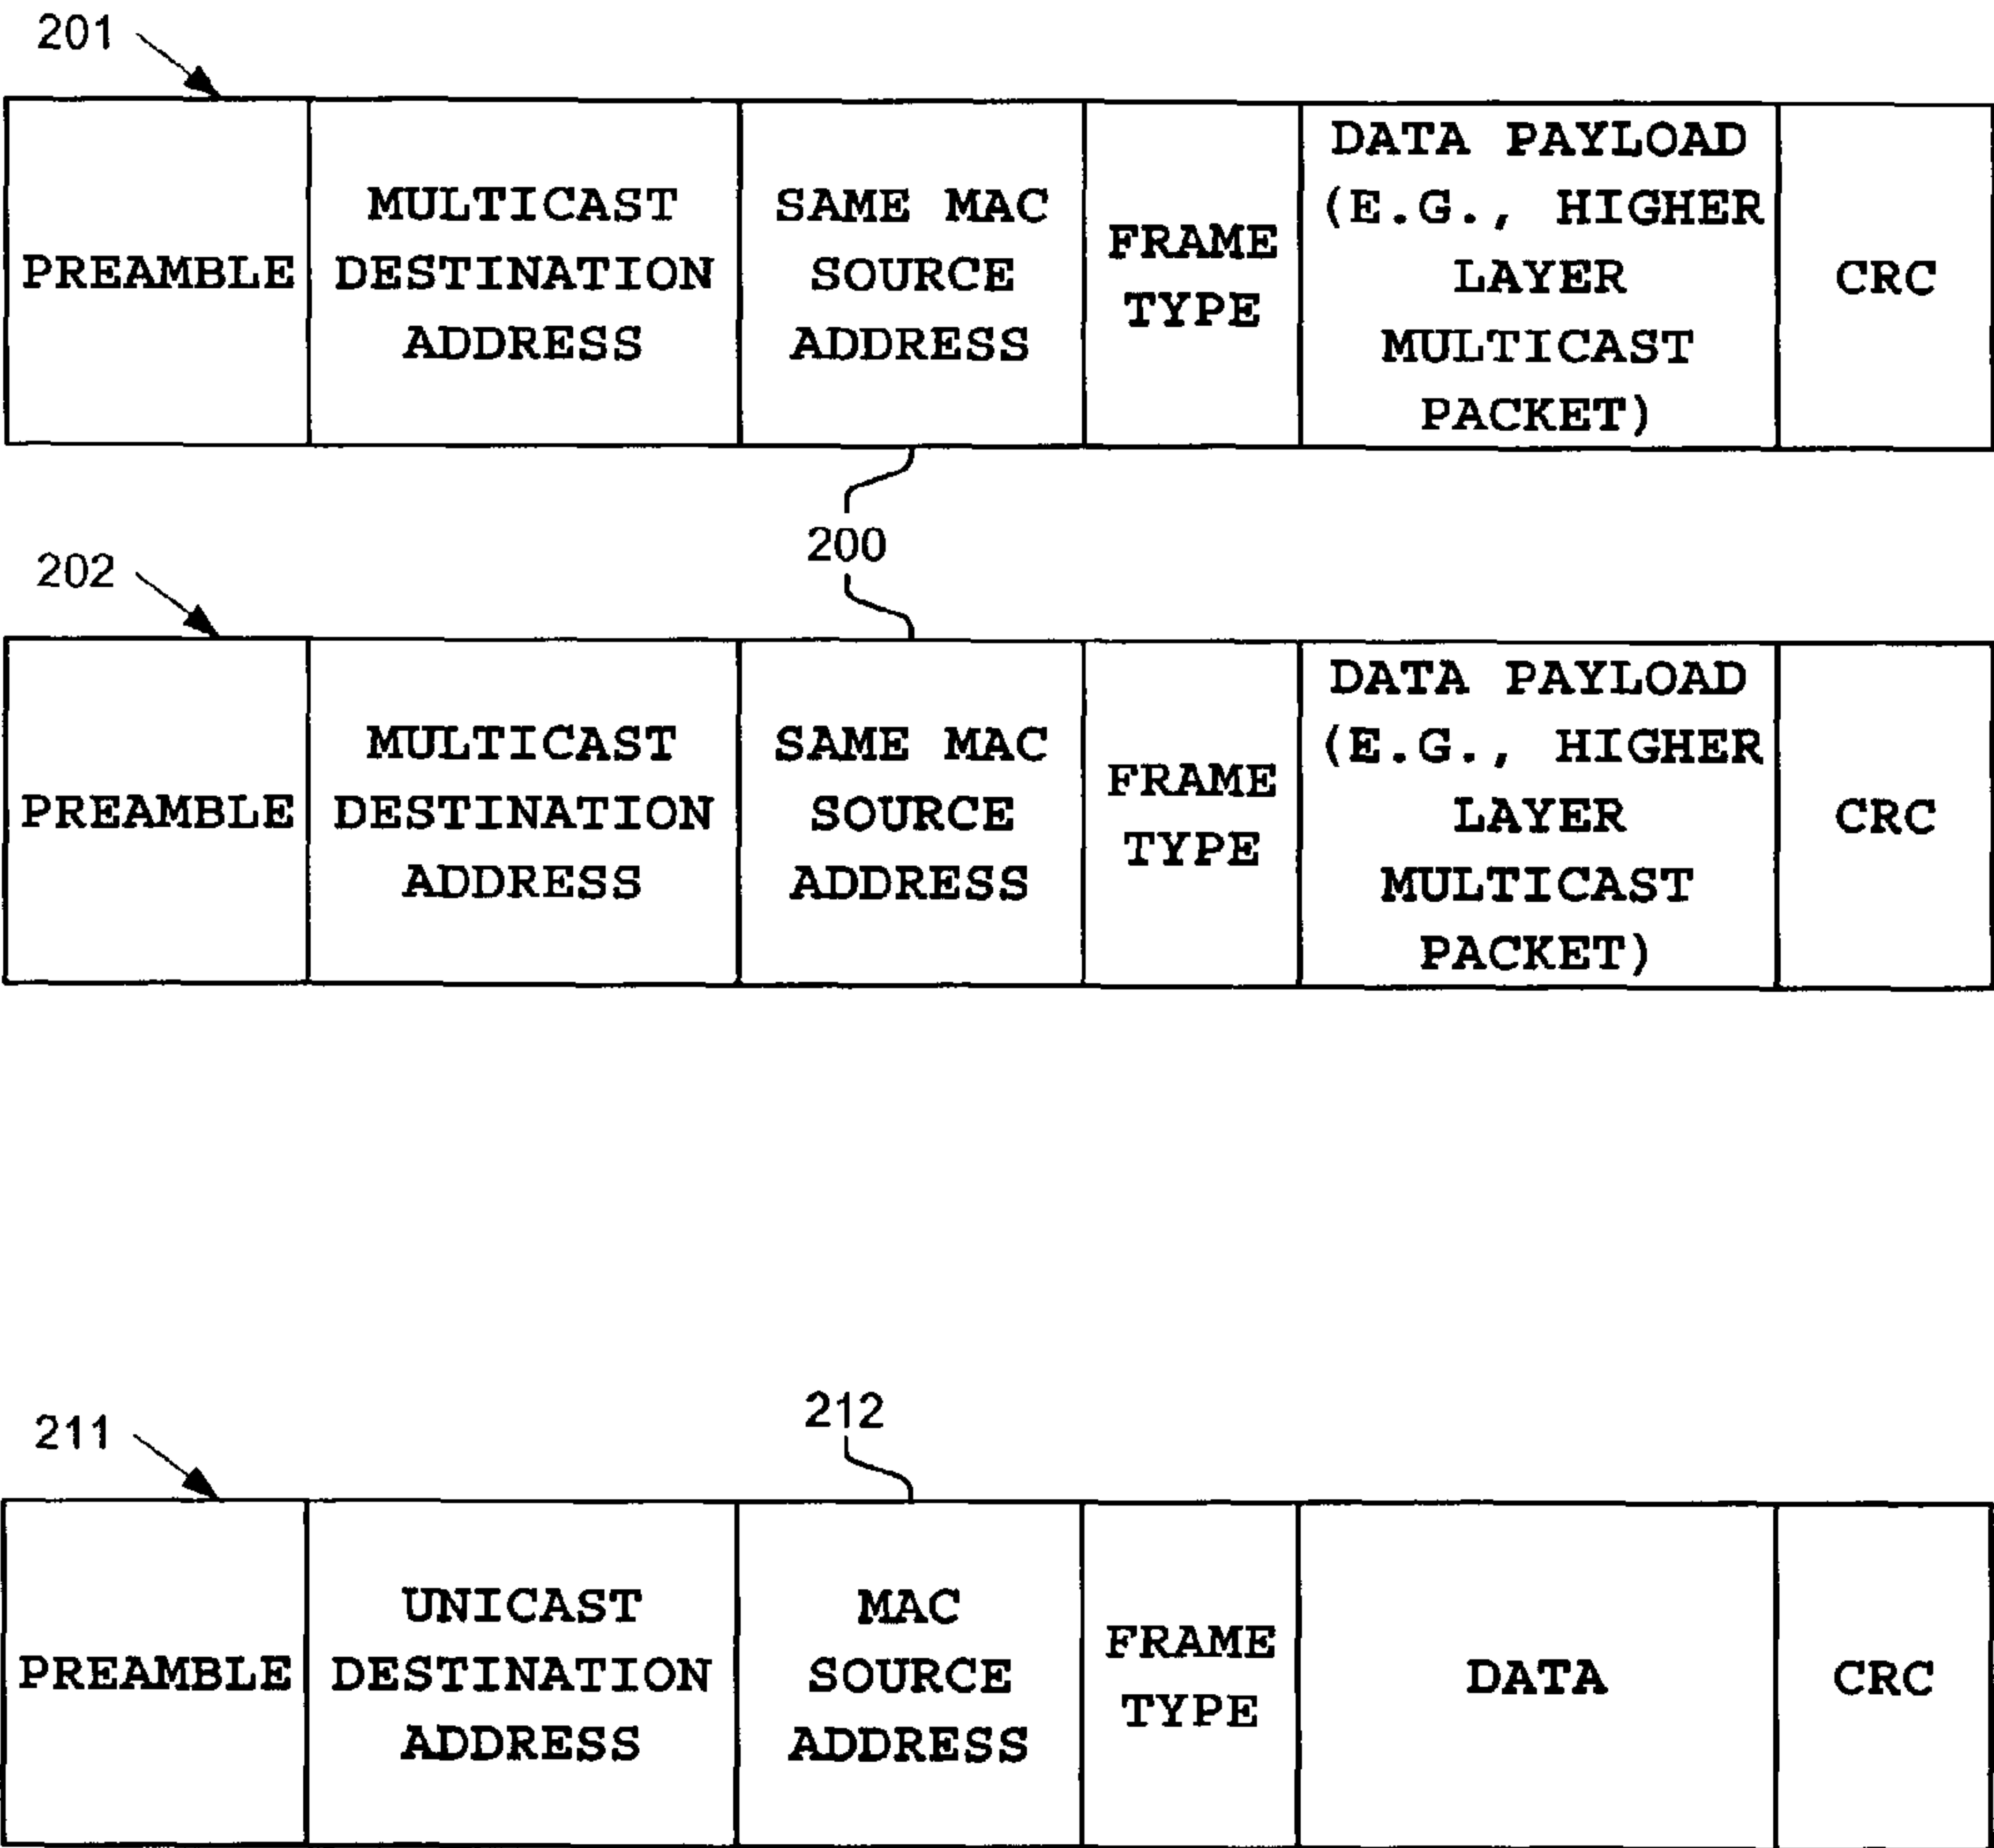 201
PREAMBLE
MULTICAST
DESTINATION
ADDRESS
SAME MAC
SOURCE
ADDRESS
FRAME
TYPE
DATA PAYLOAD
(E.G., HIGHER
LAYER
MULTICAST
PACKET)
CRC
200
202
PREAMBLE
MULTICAST
DESTINATION
ADDRESS
SAME MAC
SOURCE
ADDRESS
FRAME
TYPE
DATA PAYLOAD
(E.G., HIGHER
LAYER
MULTICAST
PACKET)
CRC
211
212
PREAMBLE
UNICAST
DESTINATION
ADDRESS
MAC
SOURCE
ADDRESS
FRAME
TYPE
DATA
CRC